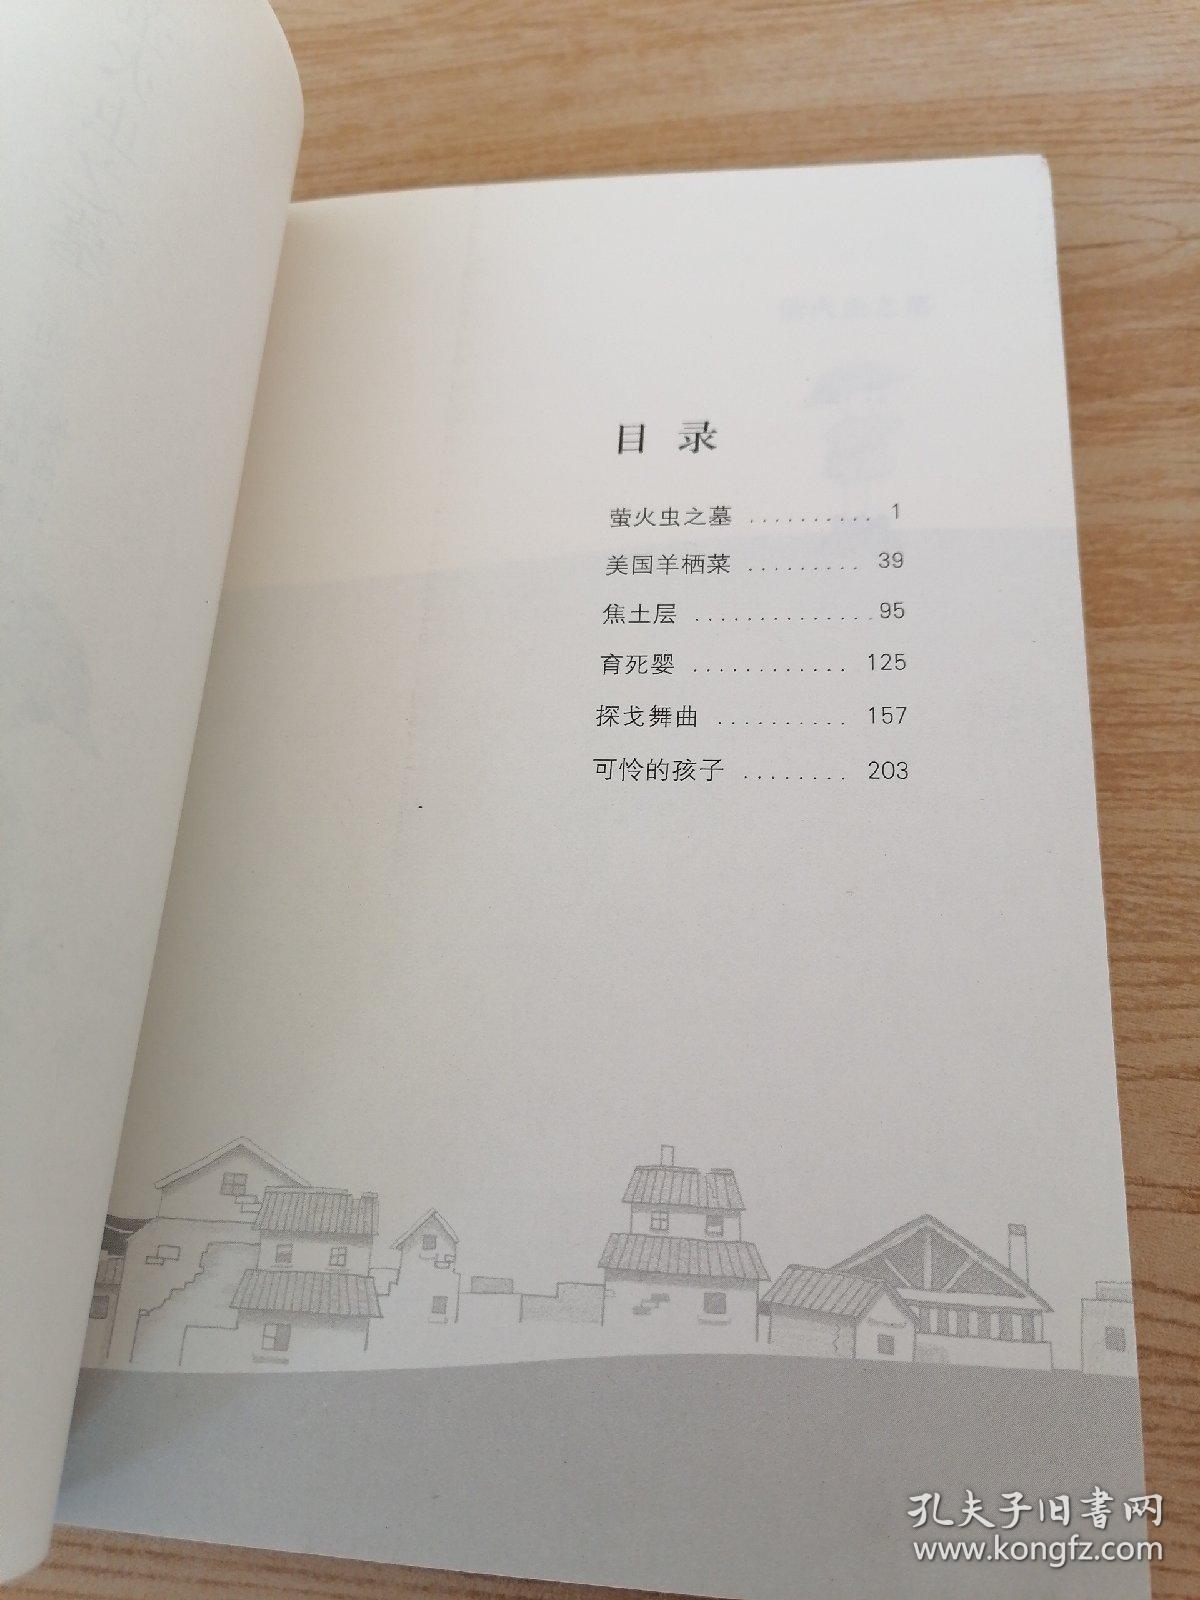 目 录
萤火虫之墓 .......... 1
美国羊栖菜 ......... 39
焦土层 .............. 95
育死婴 ............ 125
探戈舞曲 .......... 157
可怜的孩子 ........ 203
孔夫子旧书网
www.kongfz.com